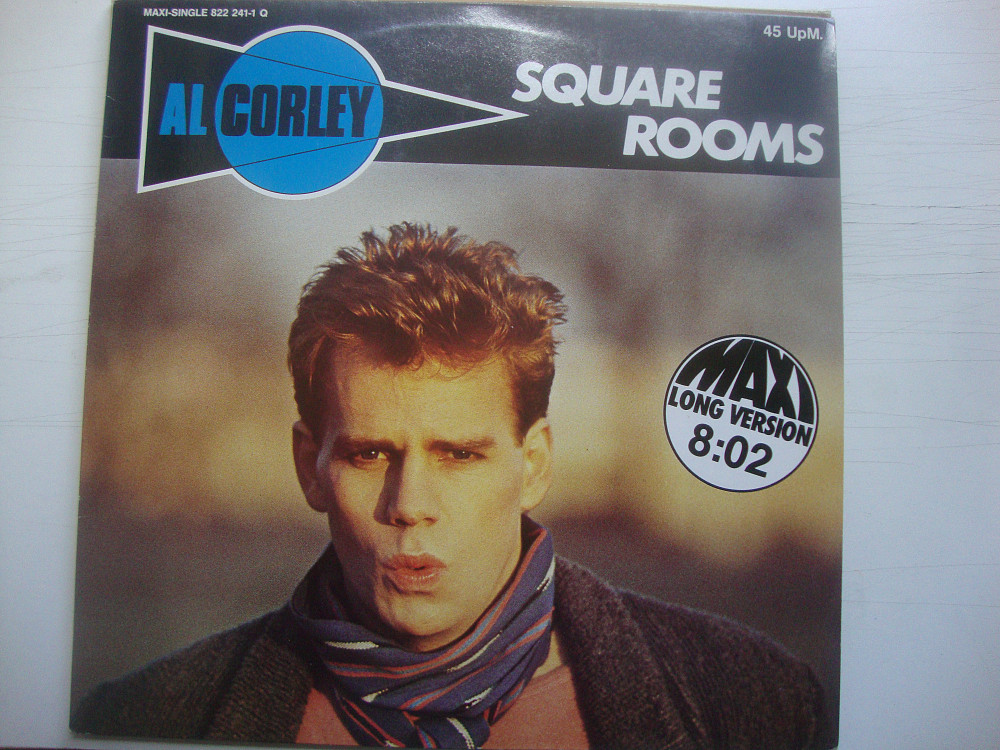 MAXI-SINGLE 822 241-1 Q
45 UpM.
AL CORLEY
SQUARE
ROOMS
MAXI
LONG VERSION
8:02